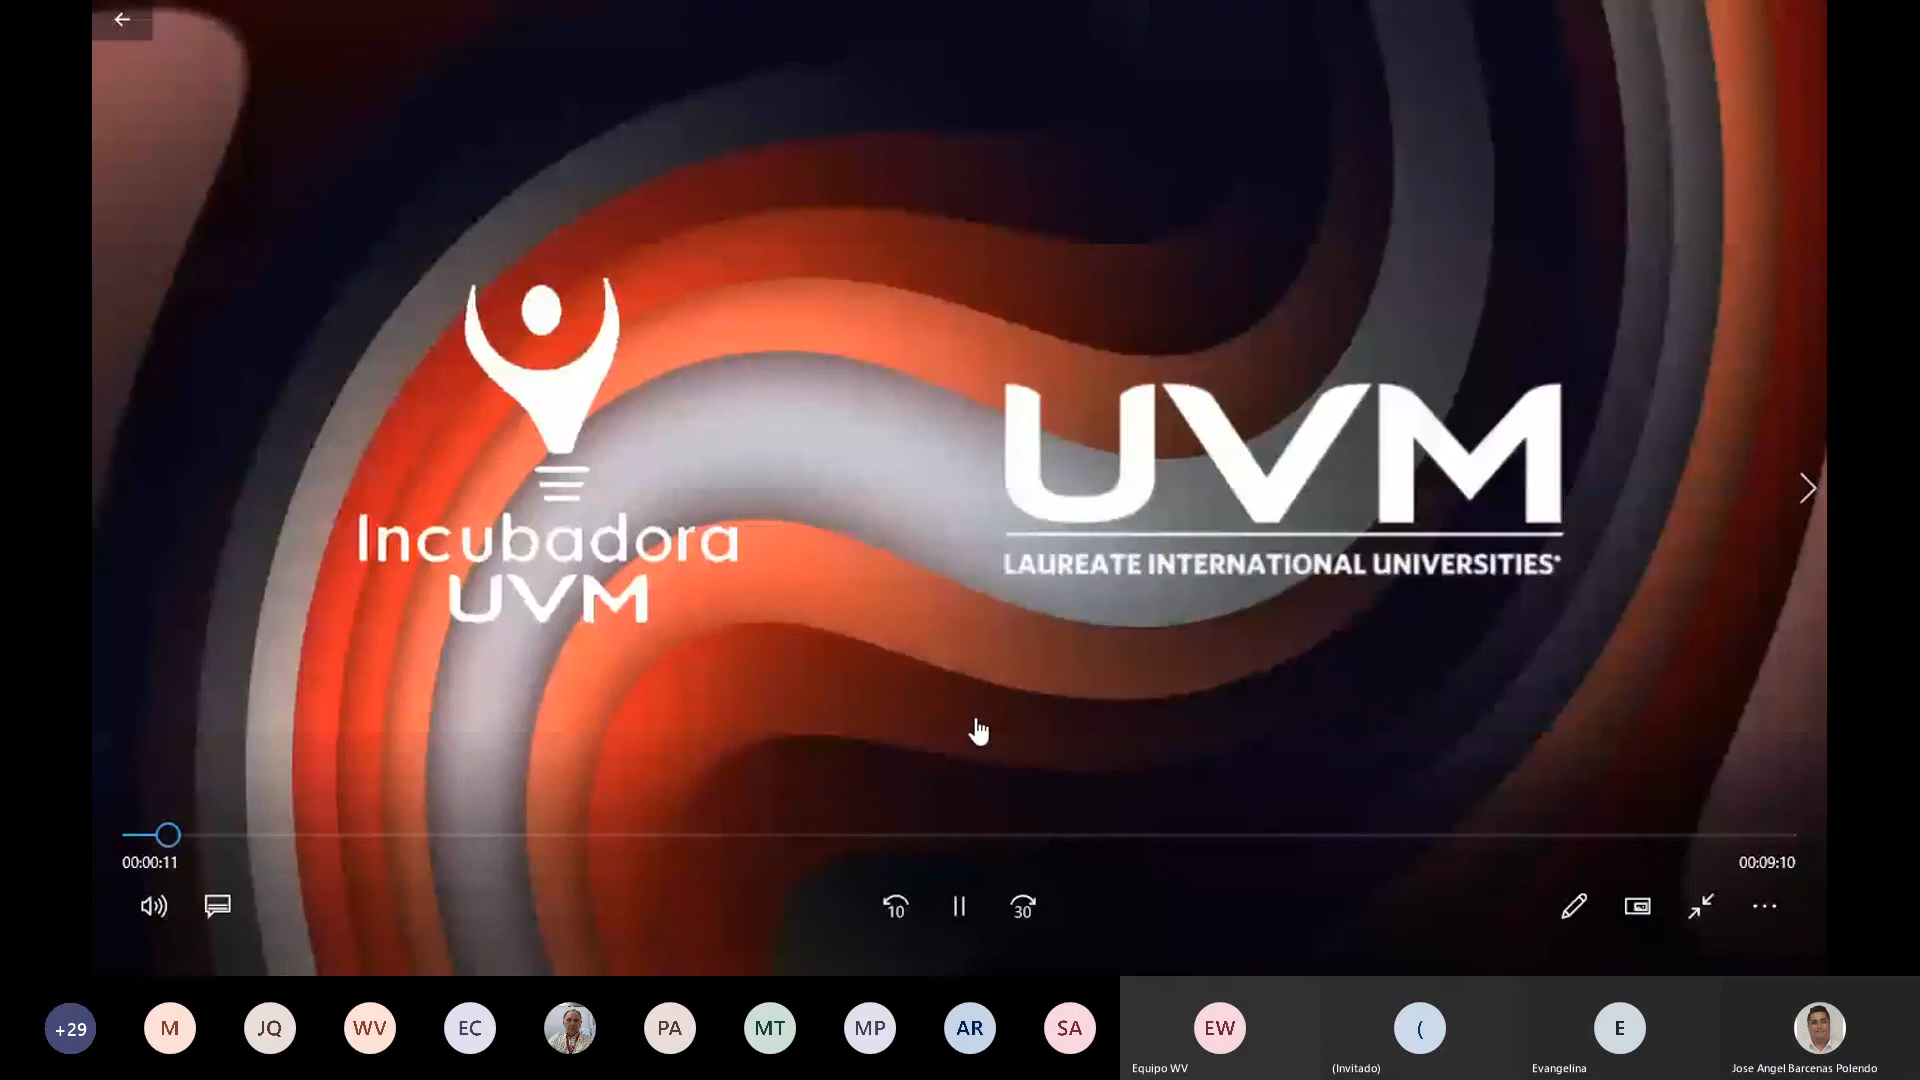 Incubadora
UVM
UVM
LAUREATE INTERNATIONAL UNIVERSITIES
00:00:11
00:09:10
10
30
+29
M
JQ
WV
EC
PA
MT
MP
AR
SA
EW
(
E
Equipo WV
(Invitado)
Evangelina
Jose Angel Barcenas Polendo